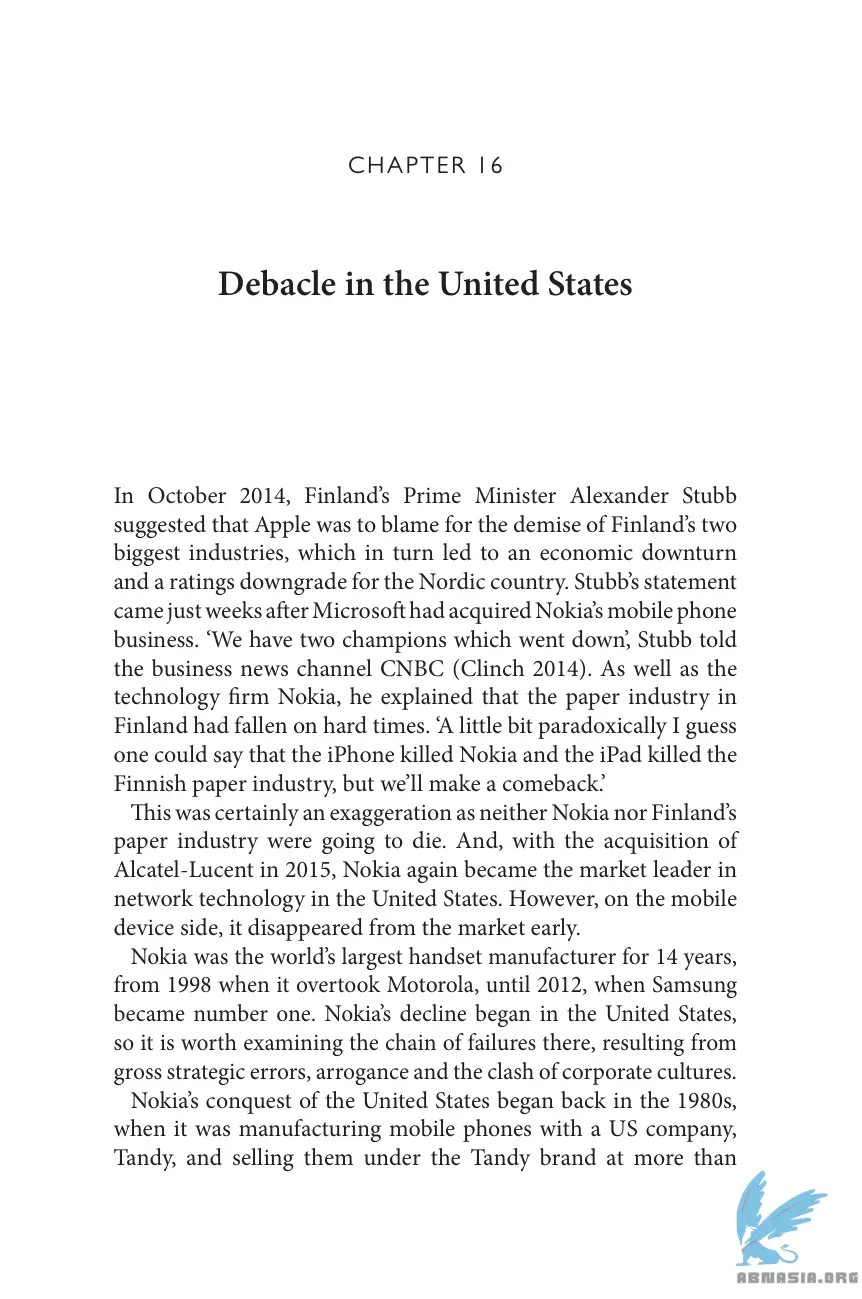 CHAPTER 16
Debacle in the United States
In October 2014, Finland’s Prime Minister Alexander Stubb
suggested that Apple was to blame for the demise of Finland’s two
biggest industries, which in turn led to an economic downturn
and a ratings downgrade for the Nordic country. Stubb’s statement
came just weeks after Microsoft had acquired Nokia’s mobile phone
business. ‘We have two champions which went down’, Stubb told
the business news channel CNBC (Clinch 2014). As well as the
technology firm Nokia, he explained that the paper industry in
Finland had fallen on hard times. ‘A little bit paradoxically I guess
one could say that the iPhone killed Nokia and the iPad killed the
Finnish paper industry, but we’ll make a comeback.’
This was certainly an exaggeration as neither Nokia nor Finland’s
paper industry were going to die. And, with the acquisition of
Alcatel-Lucent in 2015, Nokia again became the market leader in
network technology in the United States. However, on the mobile
device side, it disappeared from the market early.
Nokia was the world’s largest handset manufacturer for 14 years,
from 1998 when it overtook Motorola, until 2012, when Samsung
became number one. Nokia’s decline began in the United States,
so it is worth examining the chain of failures there, resulting from
gross strategic errors, arrogance and the clash of corporate cultures.
Nokia’s conquest of the United States began back in the 1980s,
when it was manufacturing mobile phones with a US company,
Tandy, and selling them under the Tandy brand at more than
ABNASIA.ORG